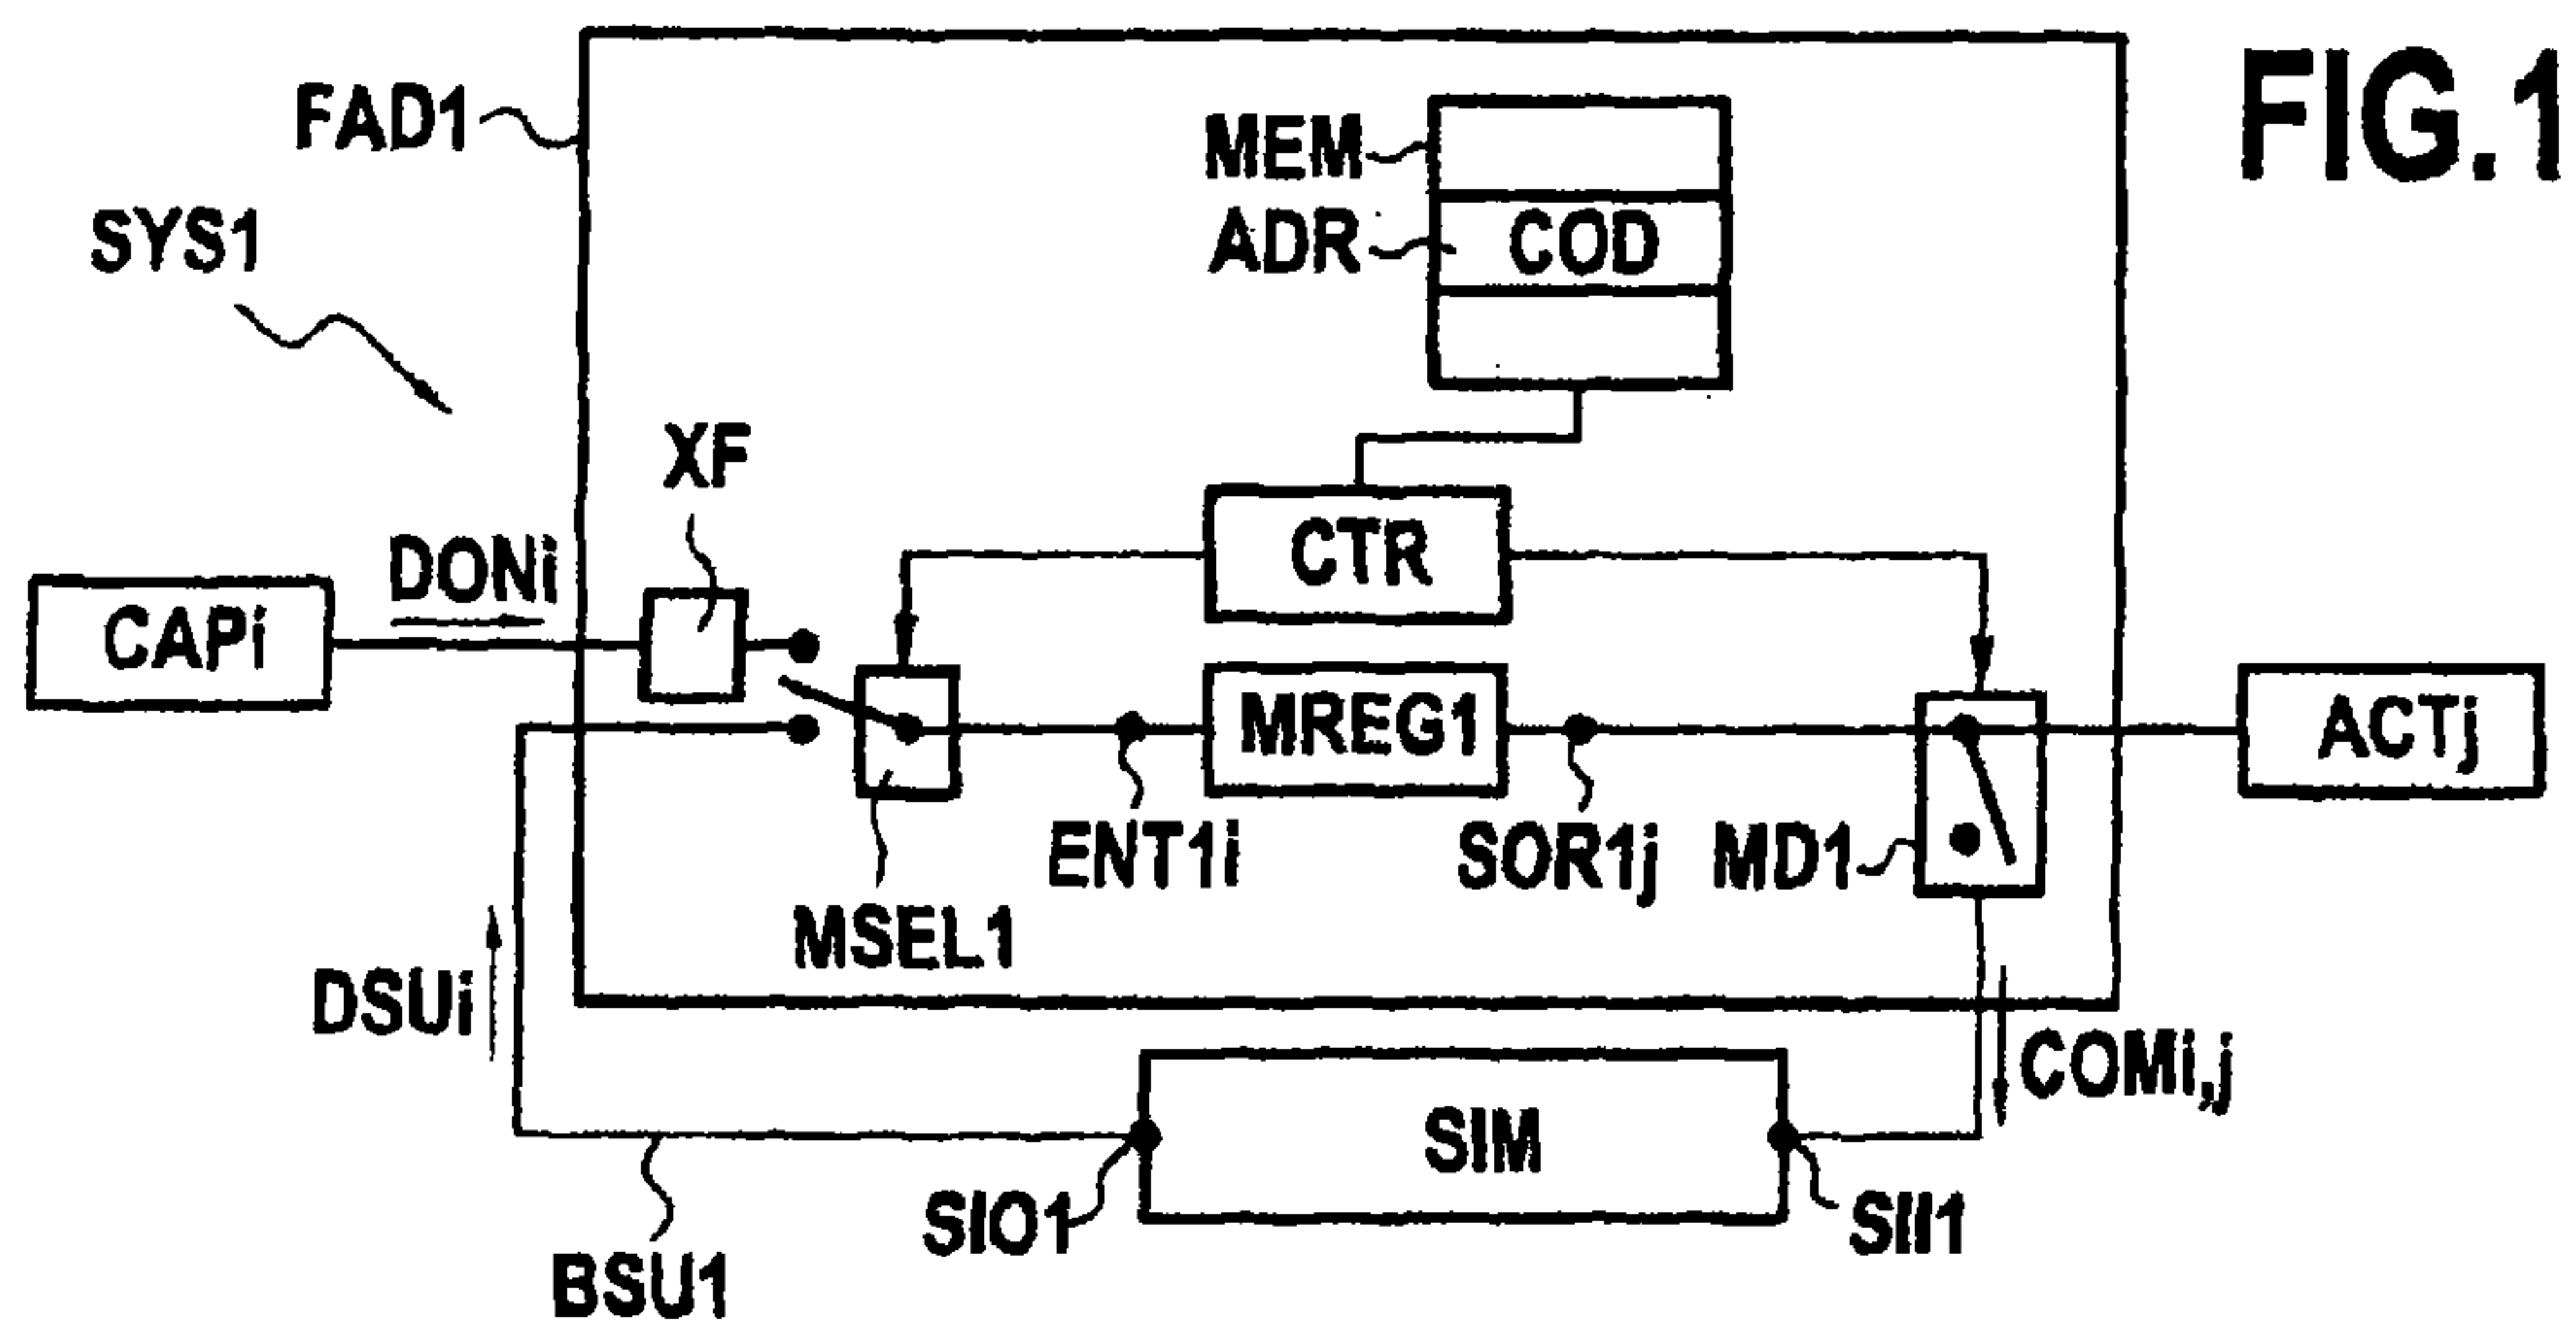 FIG.1
FAD1
MEM
SYS1
ADR
COD
XF
DONi
CTR
CAPi
MREG1
ACTj
ENT1i
SOR1j
MD1
MSEL1
DSUi
COMi,j
SIM
SIO1
SII1
BSU1